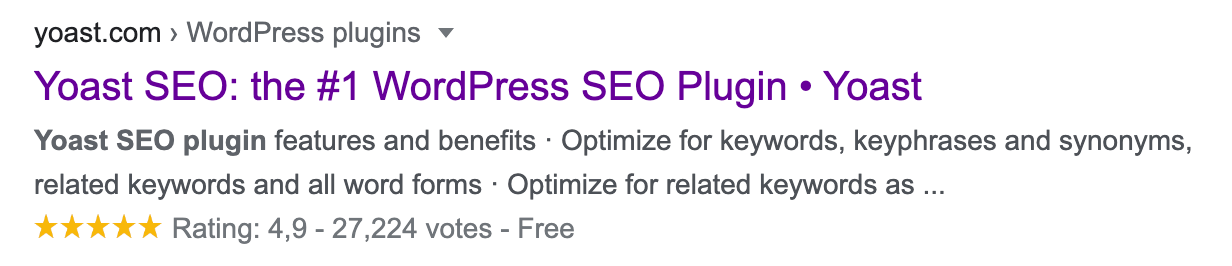 yoast.com › WordPress plugins
Yoast SEO: the #1 WordPress SEO Plugin • Yoast
Yoast SEO plugin features and benefits · Optimize for keywords, keyphrases and synonyms,
related keywords and all word forms · Optimize for related keywords as ...
Rating: 4,9 - 27,224 votes - Free